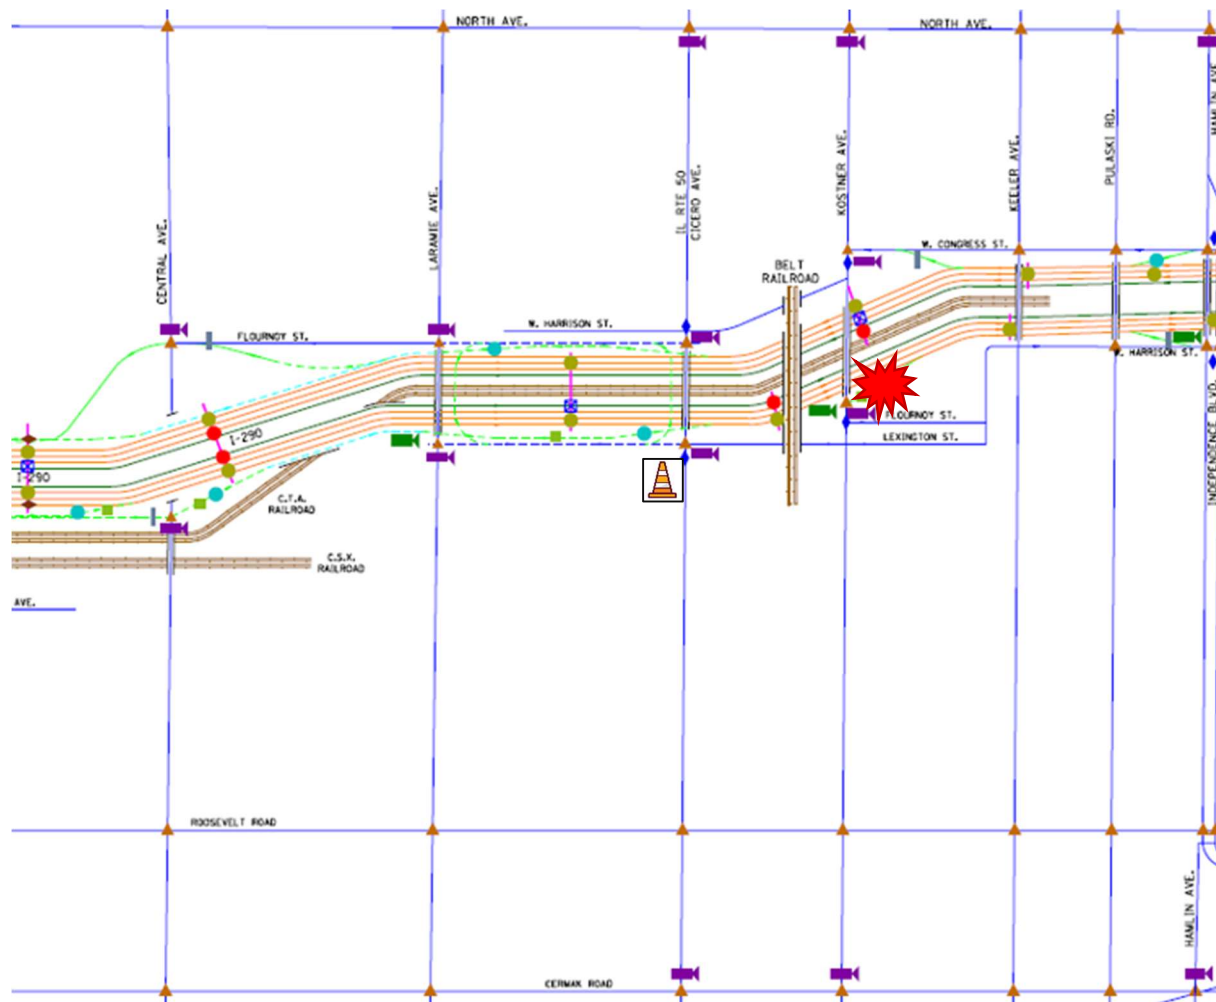 NORTH AVE.
NORTH AVE.
HAMLIN AVE.
PULASKI RD.
KEELER AVE.
KOSTNER AVE.
IL RTE 50
CICERO AVE.
LARAMIE AVE.
CENTRAL AVE.
W. CONGRESS ST.
BELT
RAILROAD
W. HARRISON ST.
FLOURNOY ST.
W. HARRISON ST.
FLOURNOY ST.
LEXINGTON ST.
I-290
I-290
INDEPENDENCE BLVD.
C.T.A.
RAILROAD
C.S.X.
RAILROAD
AVE.
ROOSEVELT ROAD
HAMLIN AVE.
CERMAK ROAD